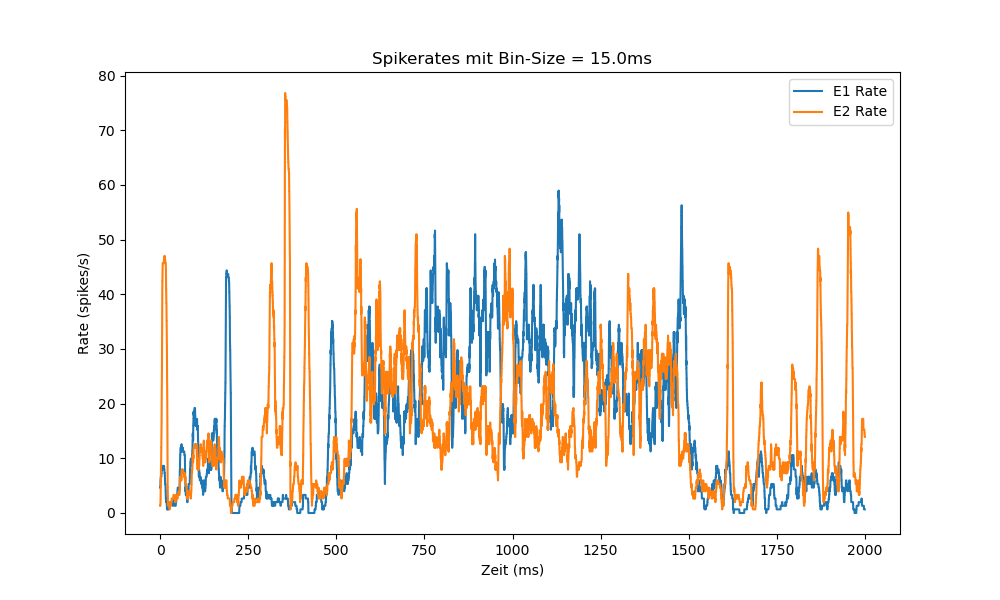 Spikerates mit Bin-Size = 15.0ms
E1 Rate
E2 Rate
Rate (spikes/s)
80
70
60
50
40
30
20
10
0
0 250 500 750 1000 1250 1500 1750 2000
Zeit (ms)